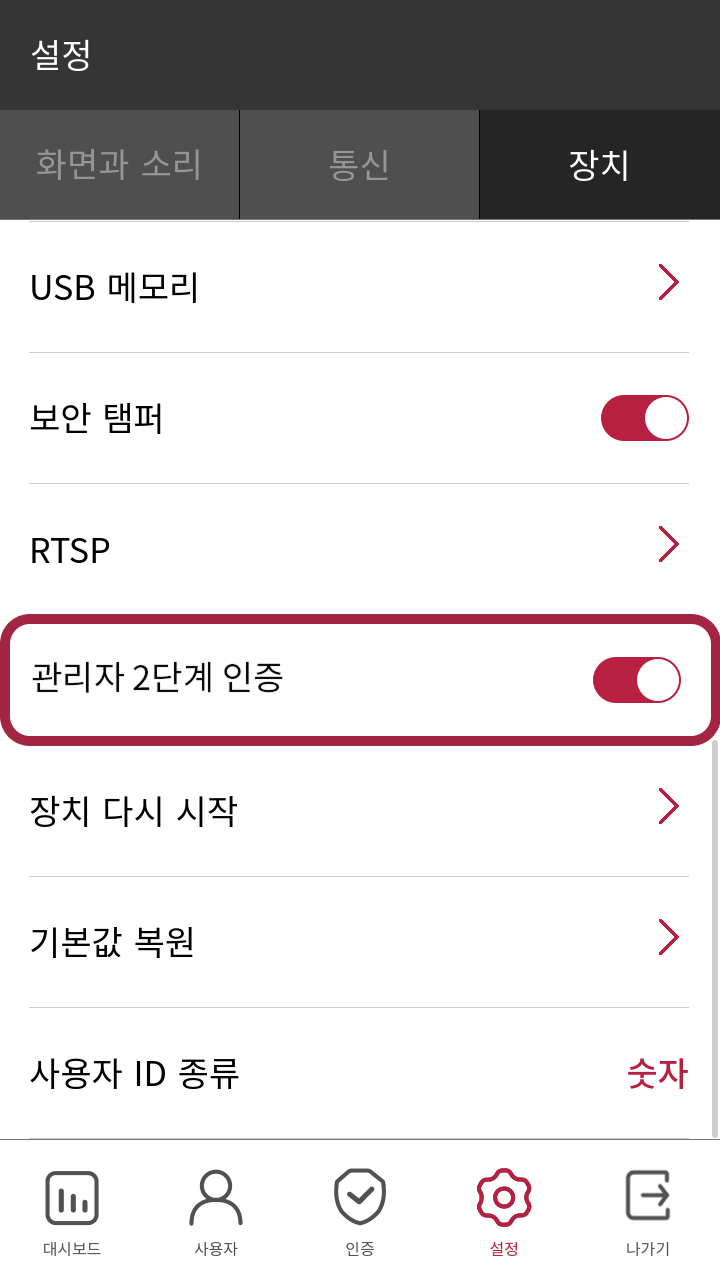 설정
화면과 소리
통신
장치
USB 메모리
보안 탬퍼
RTSP
관리자 2단계 인증
장치 다시 시작
기본값 복원
사용자 ID 종류
숫자
대시보드
사용자
인증
설정
나가기